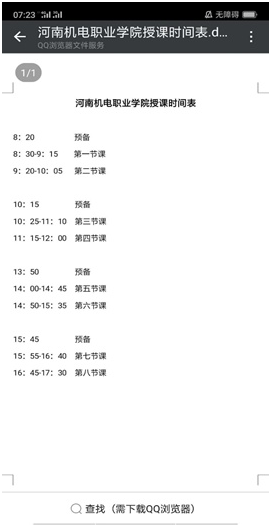 07:23
无障碍
河南机电职业学院授课时间表.d...
QQ浏览器文件服务
1/1
河南机电职业学院授课时间表
8：20 预备
8：30-9：15 第一节课
9：20-10：05 第二节课
10：15 预备
10：25-11：10 第三节课
11：15-12：00 第四节课
13：50 预备
14：00-14：45 第五节课
14：50-15：35 第六节课
15：45 预备
15：55-16：40 第七节课
16：45-17：30 第八节课
查找（需下载QQ浏览器）